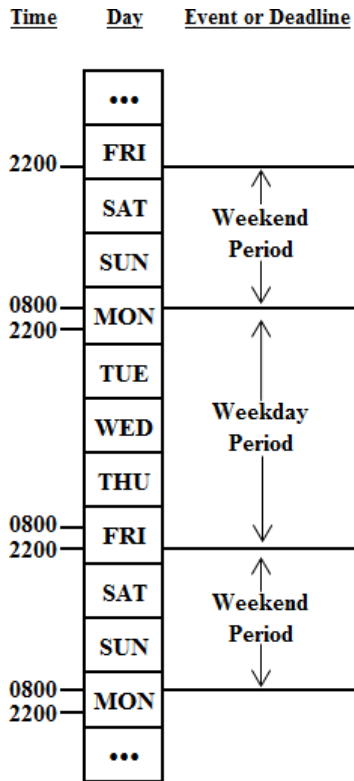 Time Day Event or Deadline
•••
2200 FRI
SAT
Weekend
Period
SUN
0800
MON
2200
TUE
WED
Weekday
Period
THU
0800
FRI
2200
SAT
Weekend
Period
SUN
0800
MON
2200
•••